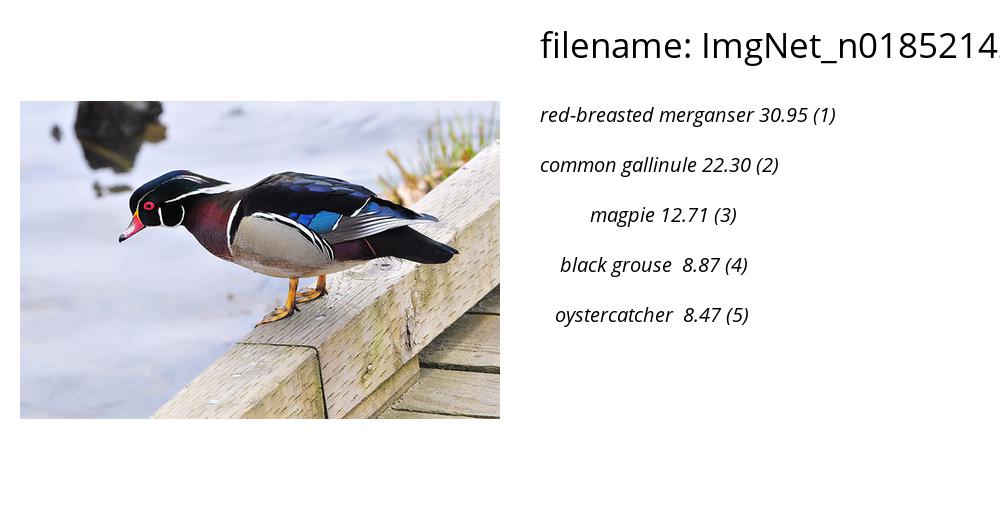 filename: ImgNet_n0185214
red-breasted merganser 30.95 (1)
common gallinule 22.30 (2)
magpie 12.71 (3)
black grouse 8.87 (4)
oystercatcher 8.47 (5)